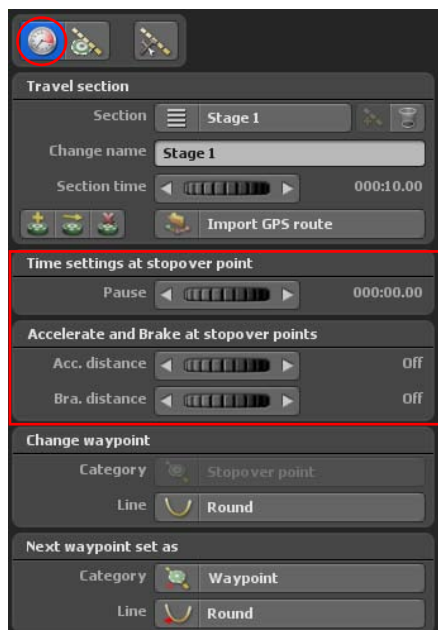 Travel section
Section Stage 1
Change name Stage 1
Section time 000:10.00
Import GPS route
Time settings at stopover point
Pause 000:00.00
Accelerate and Brake at stopover points
Acc. distance Off
Bra. distance Off
Change waypoint
Category Stopover point
Line Round
Next waypoint set as
Category Waypoint
Line Round